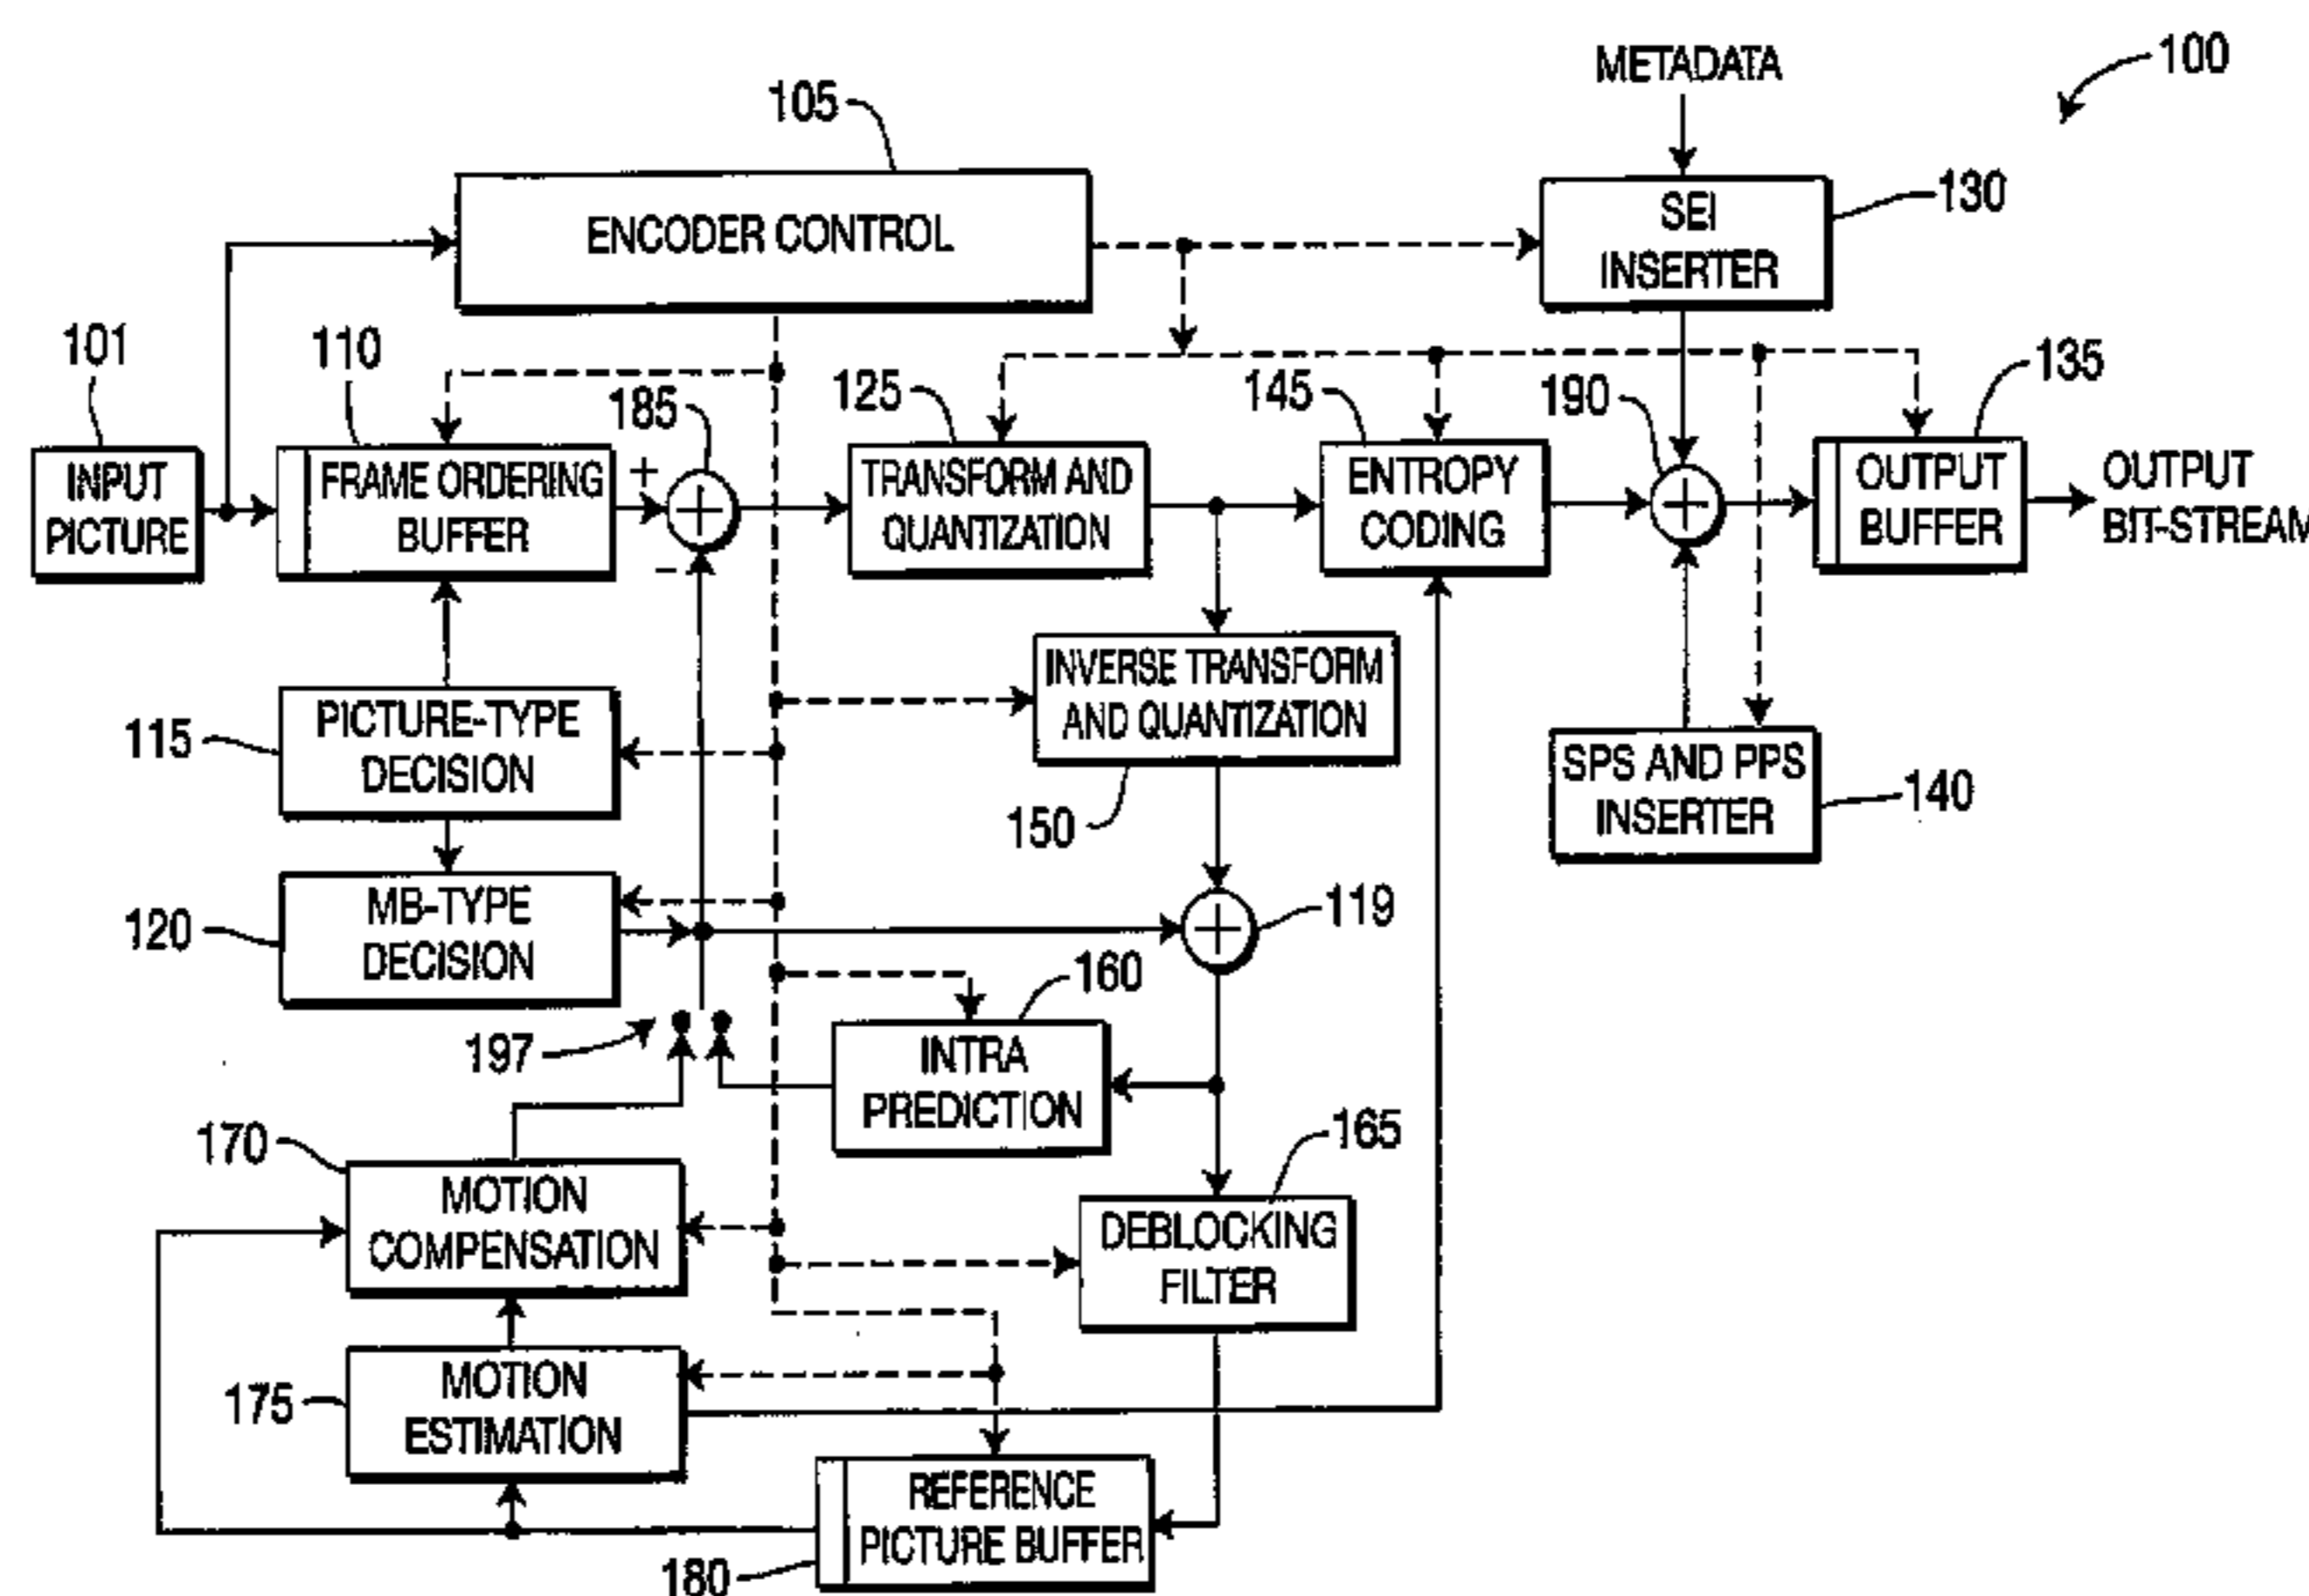 METADATA
100
105
ENCODER CONTROL
SEI
INSERTER
130
101
110
185
125
145
190
135
INPUT
PICTURE
FRAME ORDERING
BUFFER
+
−
+
TRANSFORM AND
QUANTIZATION
ENTROPY
CODING
+
OUTPUT
BUFFER
OUTPUT
BIT-STREAM
115
PICTURE-TYPE
DECISION
INVERSE TRANSFORM
AND QUANTIZATION
150
SPS AND PPS
INSERTER
140
120
MB-TYPE
DECISION
+
119
197
160
INTRA
PREDICTION
170
MOTION
COMPENSATION
165
DEBLOCKING
FILTER
175
MOTION
ESTIMATION
REFERENCE
PICTURE BUFFER
180